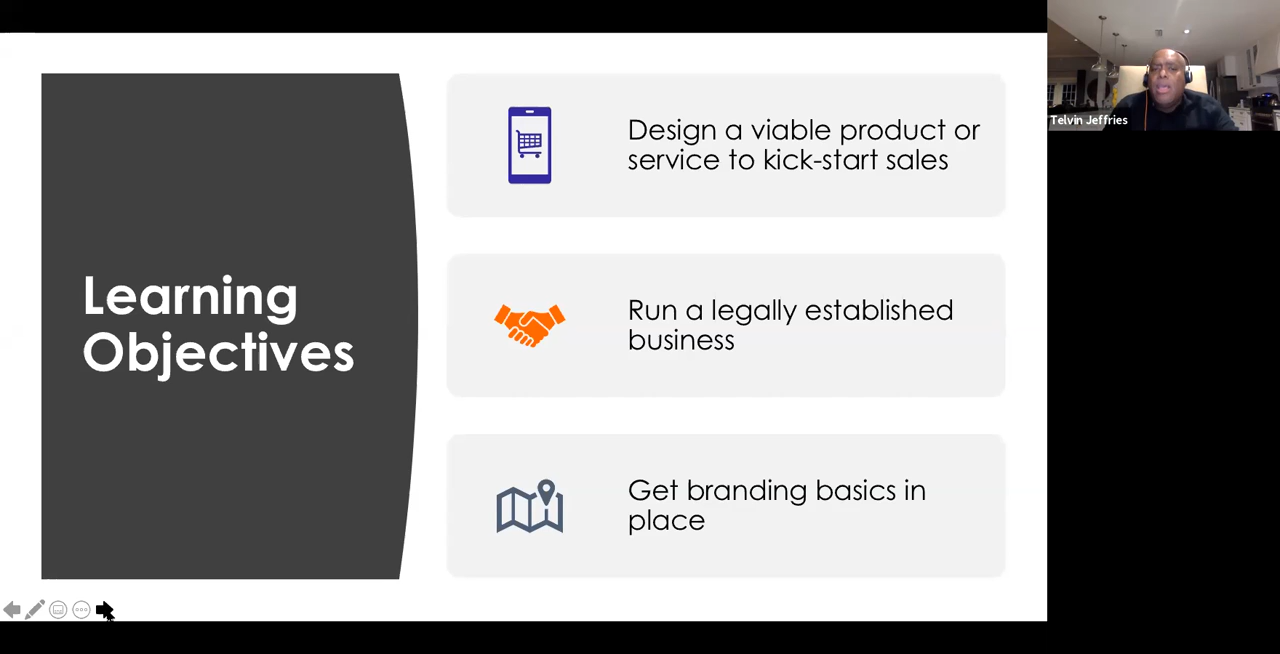 Learning
Objectives
Design a viable product or
service to kick-start sales
Run a legally established
business
Get branding basics in
place
Telvin Jeffries